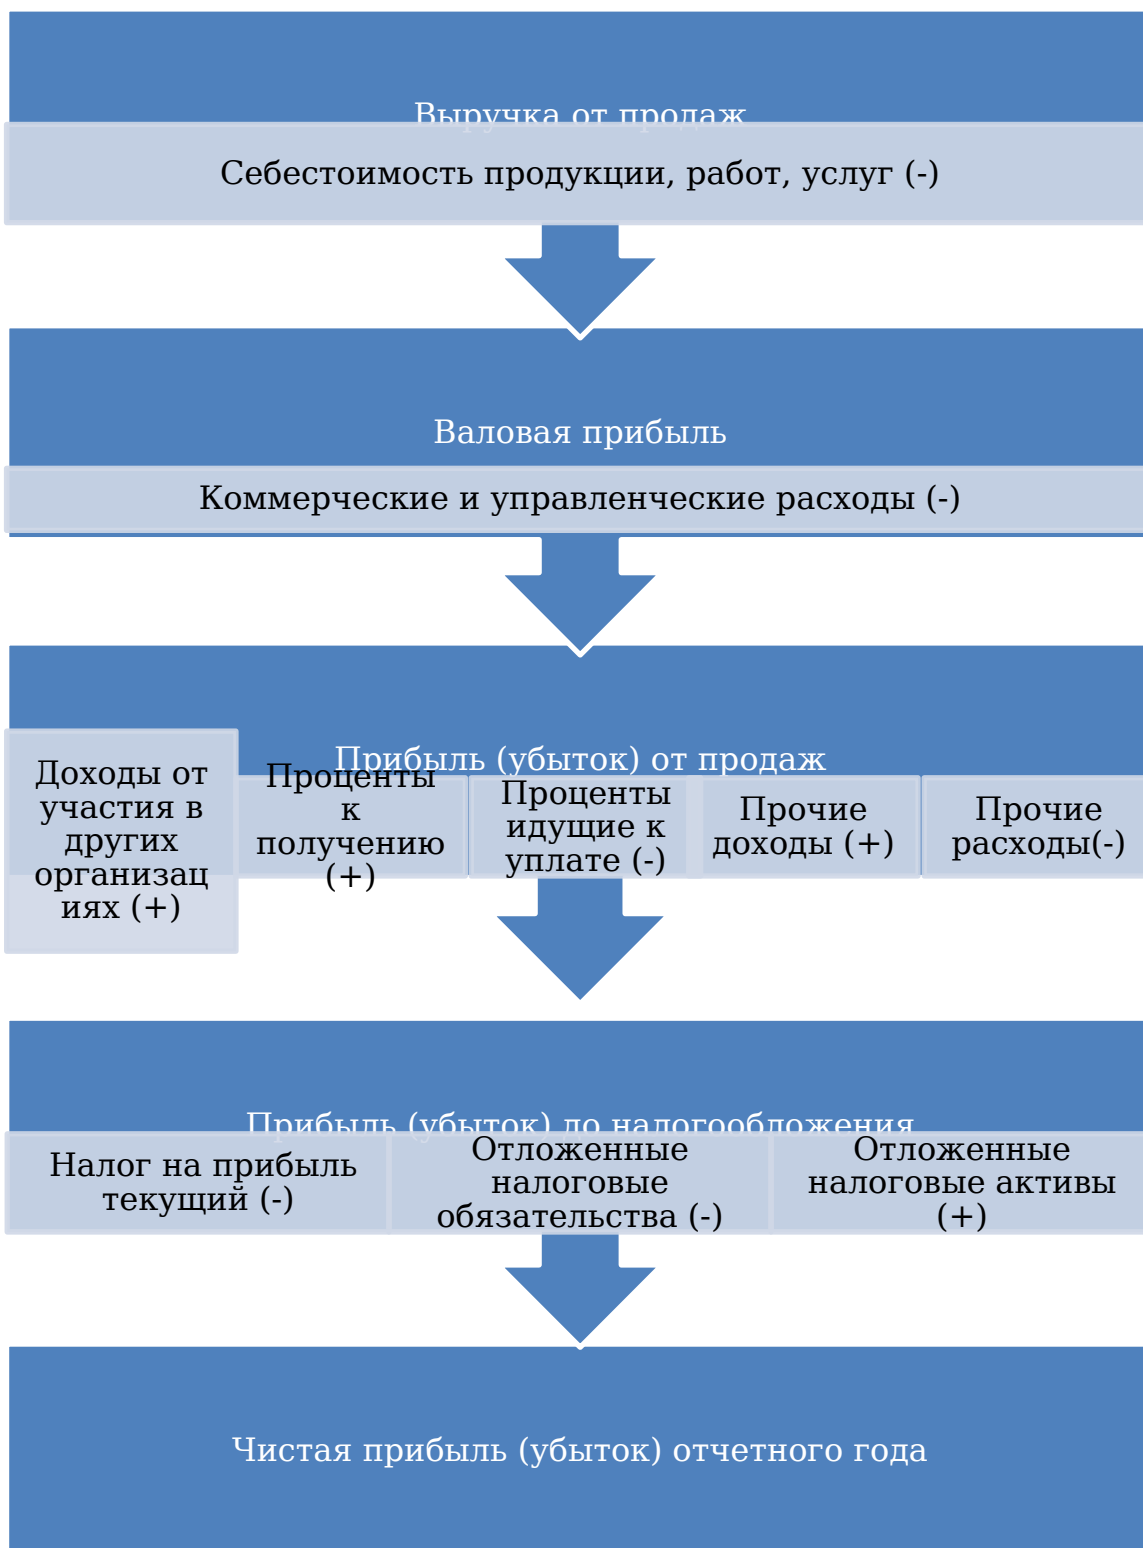 Выручка от продаж
Себестоимость продукции, работ, услуг (-)
Валовая прибыль
Коммерческие и управленческие расходы (-)
Прибыль (убыток) от продаж
Доходы от
участия в
других
организац
иях (+)
Проценты
к
получению
(+)
Проценты
идущие к
уплате (-)
Прочие
доходы (+)
Прочие
расходы(-)
Прибыль (убыток) до налогообложения
Налог на прибыль
текущий (-)
Отложенные
налоговые
обязательства (-)
Отложенные
налоговые активы
(+)
Чистая прибыль (убыток) отчетного года